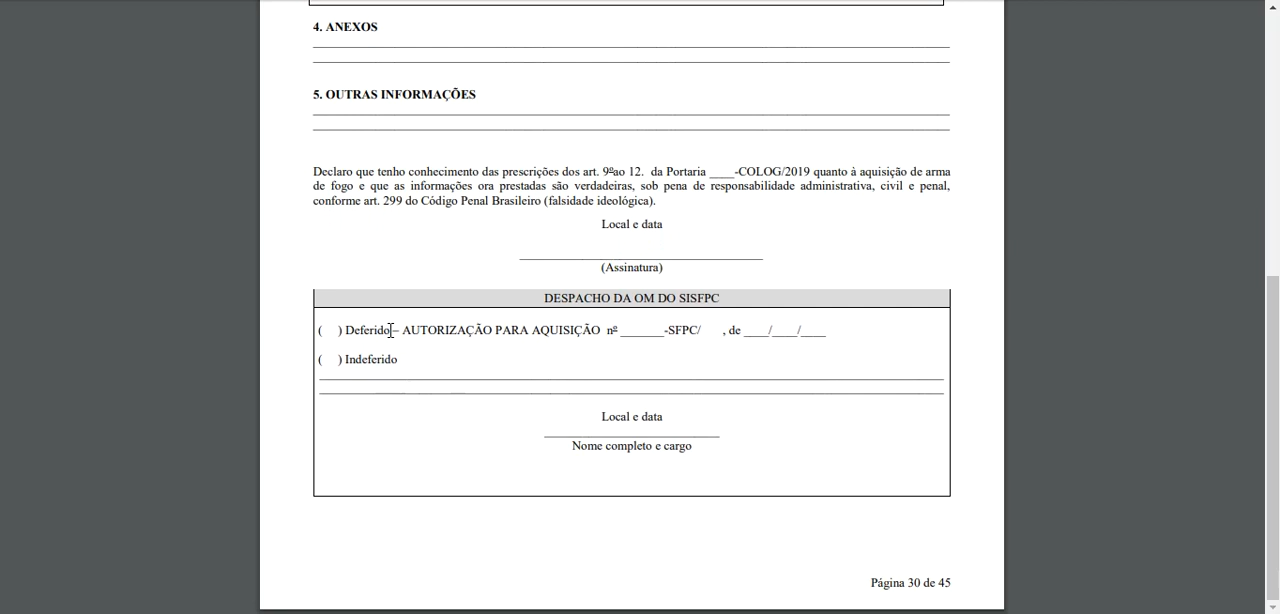 4. ANEXOS
5. OUTRAS INFORMAÇÕES
Declaro que tenho conhecimento das prescrições dos art. 9ºao 12. da Portaria ____-COLOG/2019 quanto à aquisição de arma
de fogo e que as informações ora prestadas são verdadeiras, sob pena de responsabilidade administrativa, civil e penal,
conforme art. 299 do Código Penal Brasileiro (falsidade ideológica).
Local e data
(Assinatura)
DESPACHO DA OM DO SISFPC
( ) Deferido – AUTORIZAÇÃO PARA AQUISIÇÃO nº _______-SFPC/ , de ____/____/____
( ) Indeferido
Local e data
Nome completo e cargo
Página 30 de 45